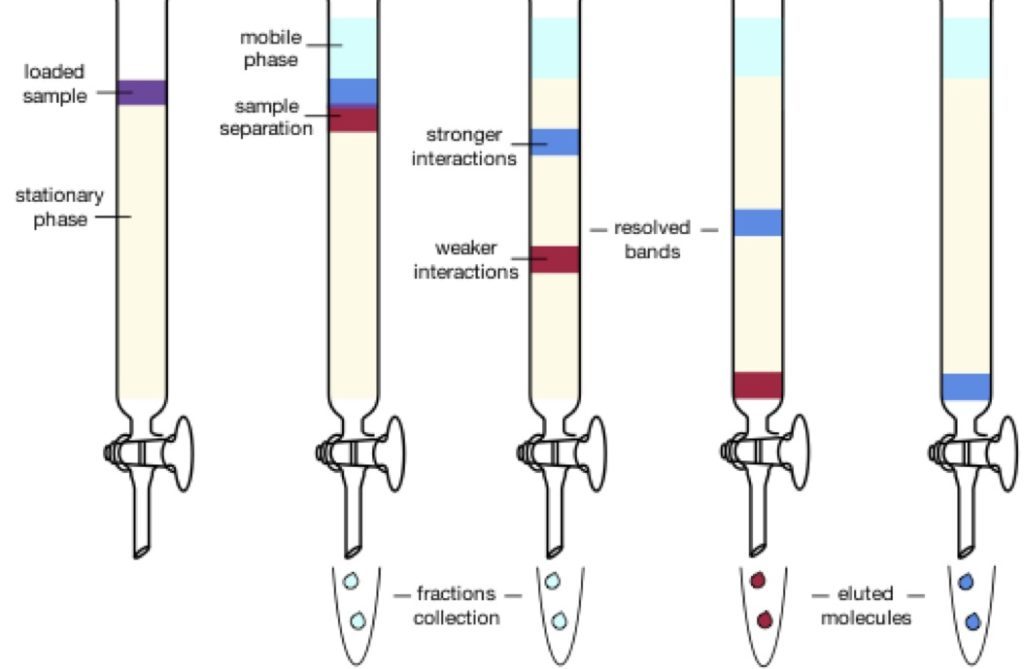 loaded
sample
stationary
phase
mobile
phase
sample
separation
stronger
interactions
weaker
interactions
resolved
bands
fractions
collection
eluted
molecules